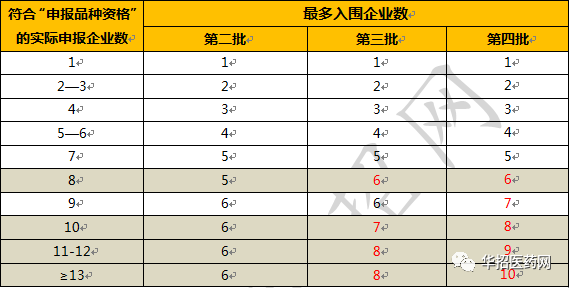 符合“申报品种资格”的实际申报企业数 最多入围企业数
第二批 第三批 第四批
1 1 1 1
2—3 2 2 2
4 3 3 3
5—6 4 4 4
7 5 5 5
8 5 6 6
9 6 6 7
10 6 7 8
11-12 6 8 9
≥13 6 8 10
招网
华招医药网